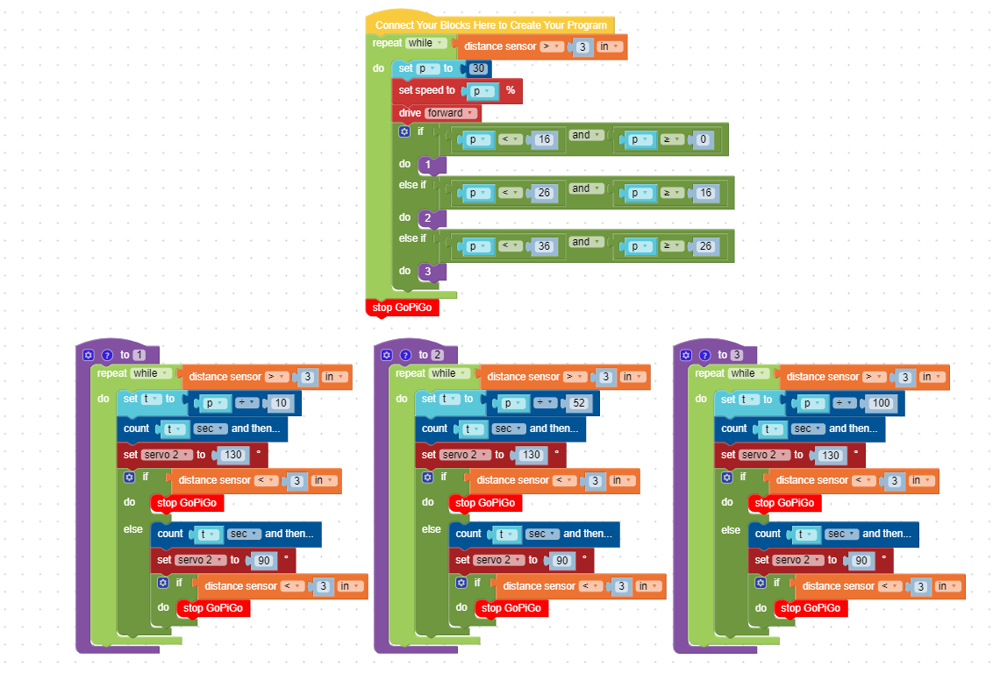 Connect Your Blocks Here to Create Your Program
repeat while distance sensor > 3 in
do set p to 30
set speed to p %
drive forward
if p < 16 and p ≥ 0
do 1
else if p < 26 and p ≥ 16
do 2
else if p < 36 and p ≥ 26
do 3
stop GoPiGo
? to 1
repeat while distance sensor > 3 in
do set t to p ÷ 10
count t sec and then...
set servo 2 to 130 °
if distance sensor < 3 in
do stop GoPiGo
else count t sec and then...
set servo 2 to 90 °
if distance sensor < 3 in
do stop GoPiGo
? to 2
repeat while distance sensor > 3 in
do set t to p ÷ 52
count t sec and then...
set servo 2 to 130 °
if distance sensor < 3 in
do stop GoPiGo
else count t sec and then...
set servo 2 to 90 °
if distance sensor < 3 in
do stop GoPiGo
? to 3
repeat while distance sensor > 3 in
do set t to p ÷ 100
count t sec and then...
set servo 2 to 130 °
if distance sensor < 3 in
do stop GoPiGo
else count t sec and then...
set servo 2 to 90 °
if distance sensor < 3 in
do stop GoPiGo